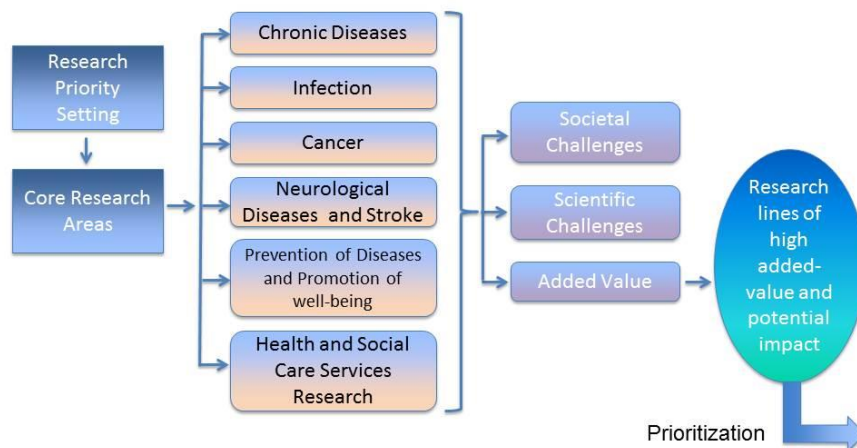 Research
Priority
Setting
Core Research
Areas
Chronic Diseases
Infection
Cancer
Neurological
Diseases and Stroke
Prevention of Diseases
and Promotion of
well-being
Health and Social
Care Services
Research
Societal
Challenges
Scientific
Challenges
Added Value
Research
lines of
high
added-
value and
potential
impact
Prioritization